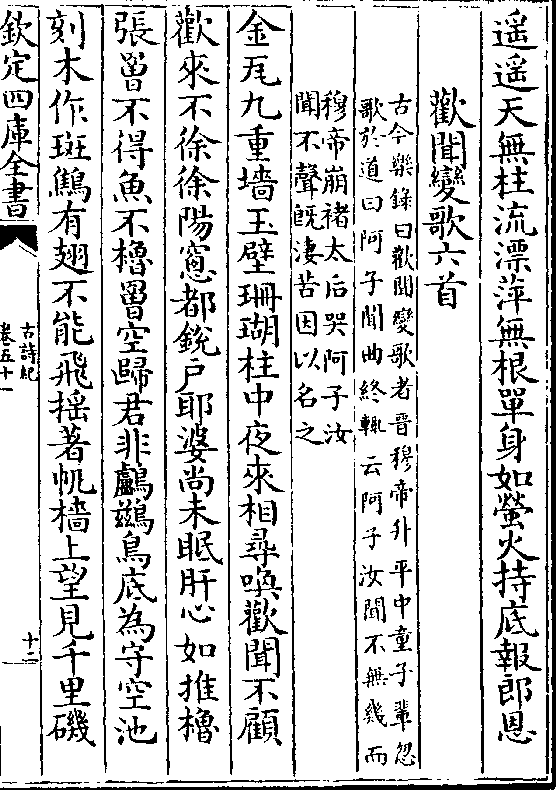 遥遥天無柱流漂萍無根單身如螢火持底報郎恩
歡聞變歌六首
古今樂録曰歡聞變歌者晉穆帝升平中童子輩忽
歌於道曰阿子聞曲終輒云阿子汝聞不無幾而
穆帝崩褚太后哭阿子汝
聞不聲旣淒苦因以名之
金瓦九重墻玉壁珊瑚柱中夜來相尋喚歡聞不顧
歡來不徐徐陽窻都銳戸耶婆尚未眠肝心如推櫓
張罾不得魚不櫓罾空歸君非鸕鷀鳥底為守空池
刻木作斑鷦有翅不能飛揺著帆檣上望見千里磯
欽定四庫全書
古詩紀
卷五十一
十二